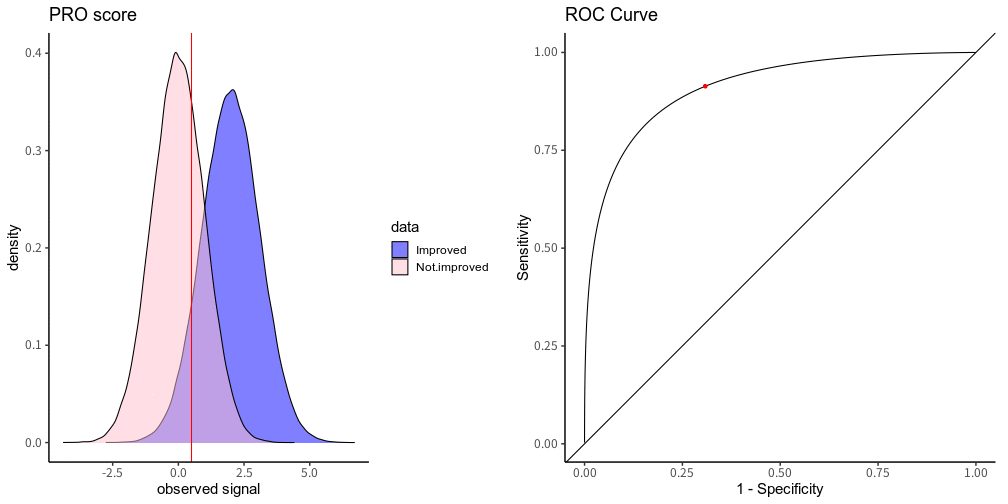 PRO score
0.4
0.3
0.2
0.1
0.0
density
-2.5 0.0 2.5 5.0
observed signal
data
Improved
Not.improved
ROC Curve
1.00
0.75
0.50
0.25
0.00
Sensitivity
0.00 0.25 0.50 0.75 1.00
1 - Specificity